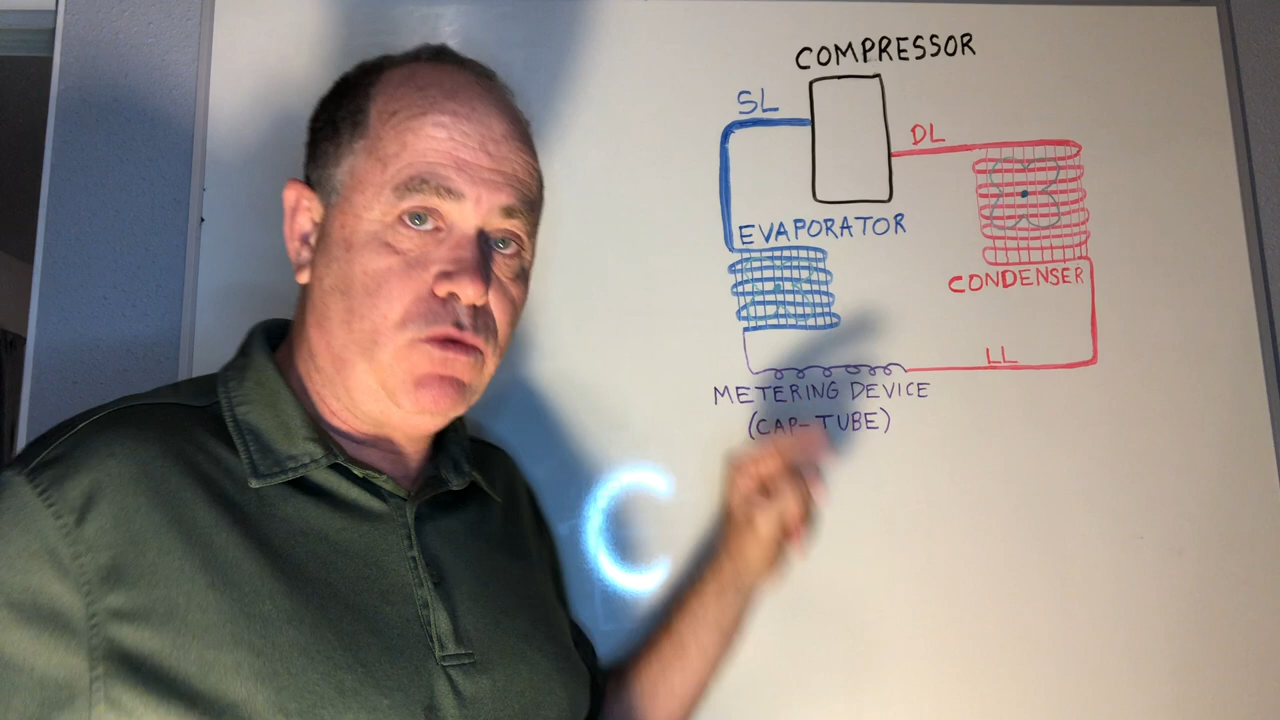 COMPRESSOR
SL
DL
EVAPORATOR
CONDENSER
LL
METERING DEVICE
(CAP-TUBE)